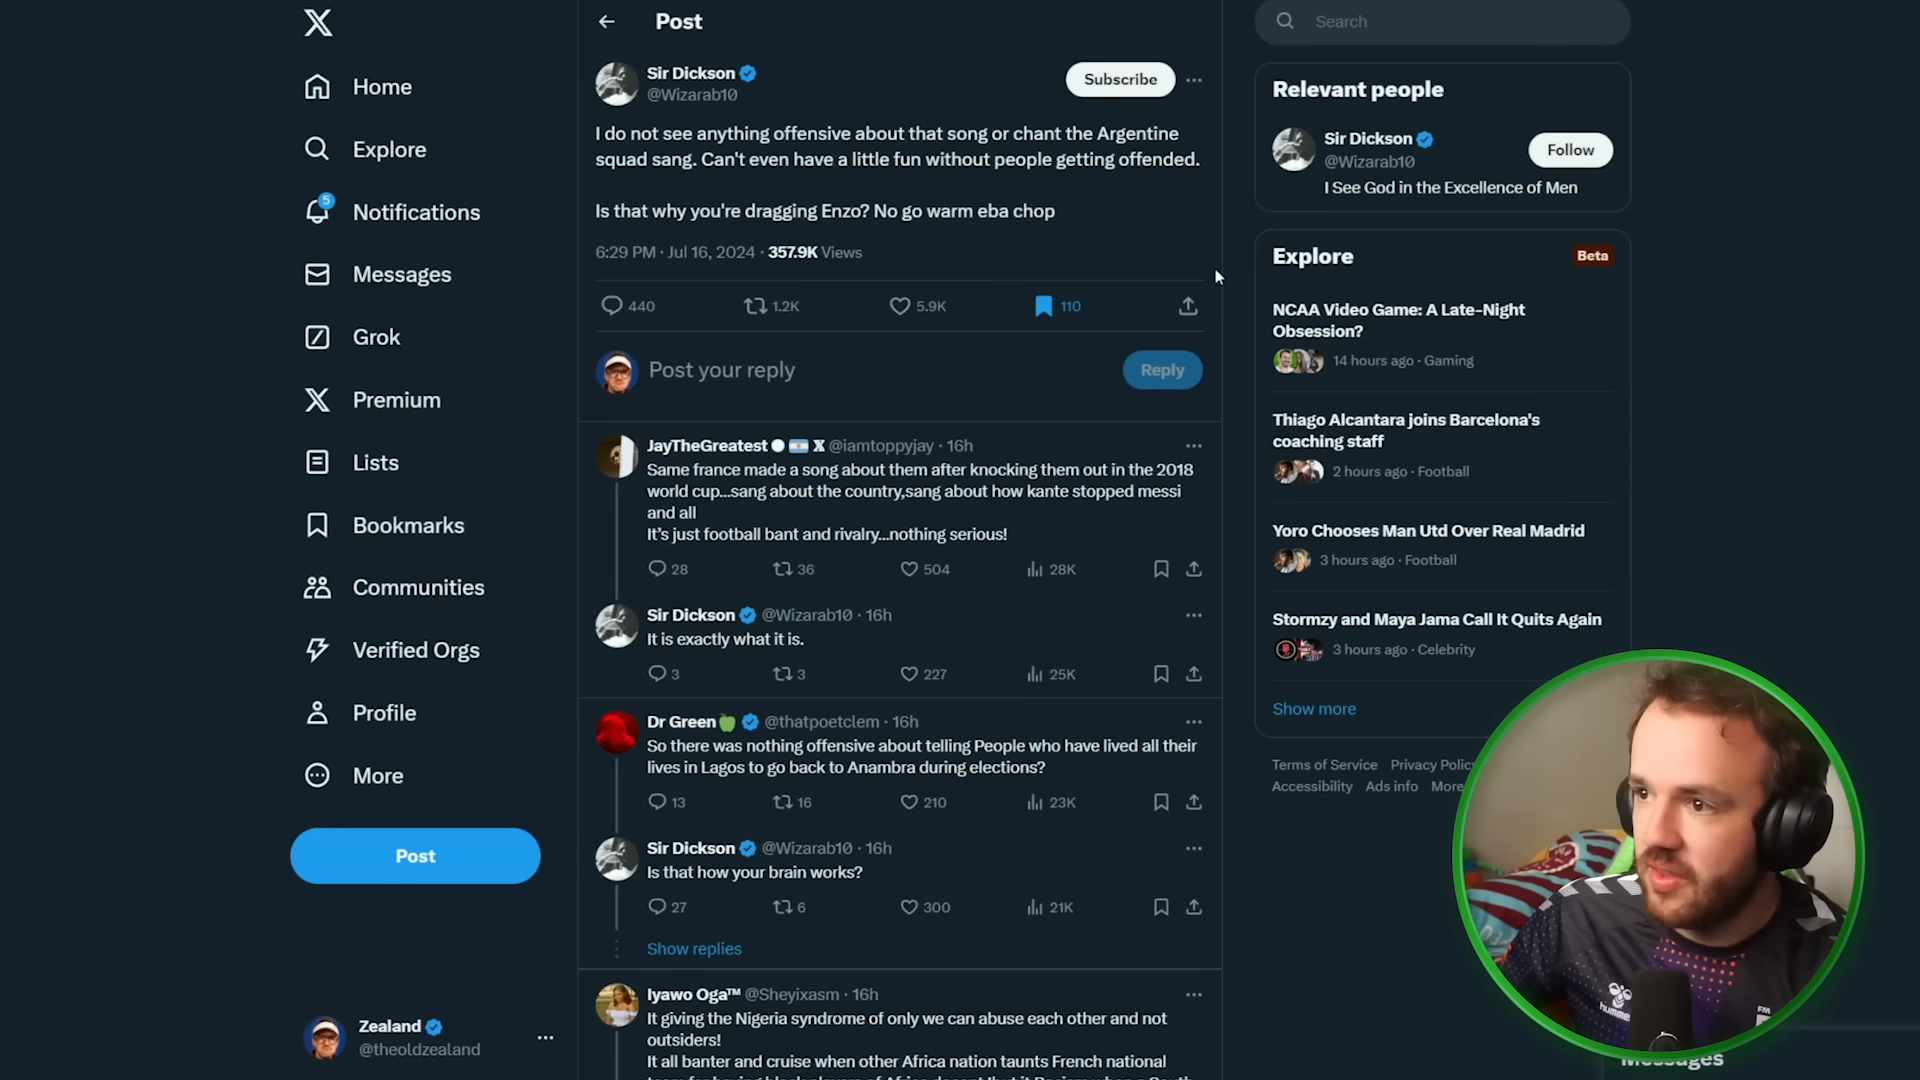 Home
Explore
5
Notifications
Messages
Grok
Premium
Lists
Bookmarks
Communities
Verified Orgs
Profile
More
Post
Zealand
@theoldzealand
Post
Sir Dickson
@Wizarab10
Subscribe
I do not see anything offensive about that song or chant the Argentine
squad sang. Can't even have a little fun without people getting offended.
Is that why you're dragging Enzo? No go warm eba chop
6:29 PM · Jul 16, 2024 · 357.9K Views
440 1.2K 5.9K 110
Post your reply
Reply
JayTheGreatest @iamtoppyjay · 16h
Same france made a song about them after knocking them out in the 2018
world cup...sang about the country,sang about how kante stopped messi
and all
It's just football bant and rivalry...nothing serious!
28 36 504 28K
Sir Dickson @Wizarab10 · 16h
It is exactly what it is.
3 3 227 25K
Dr Green @thatpoetclem · 16h
So there was nothing offensive about telling People who have lived all their
lives in Lagos to go back to Anambra during elections?
13 16 210 23K
Sir Dickson @Wizarab10 · 16h
Is that how your brain works?
27 6 300 21K
Show replies
Iyawo Oga™ @Sheyixasm · 16h
It giving the Nigeria syndrome of only we can abuse each other and not
outsiders!
It all banter and cruise when other Africa nation taunts French national
Search
Relevant people
Sir Dickson
@Wizarab10
Follow
I See God in the Excellence of Men
Explore
Beta
NCAA Video Game: A Late-Night
Obsession?
14 hours ago · Gaming
Thiago Alcantara joins Barcelona's
coaching staff
2 hours ago · Football
Yoro Chooses Man Utd Over Real Madrid
3 hours ago · Football
Stormzy and Maya Jama Call It Quits Again
3 hours ago · Celebrity
Show more
Terms of Service Privacy Polic
Accessibility Ads info More
hummel
FM
Messages